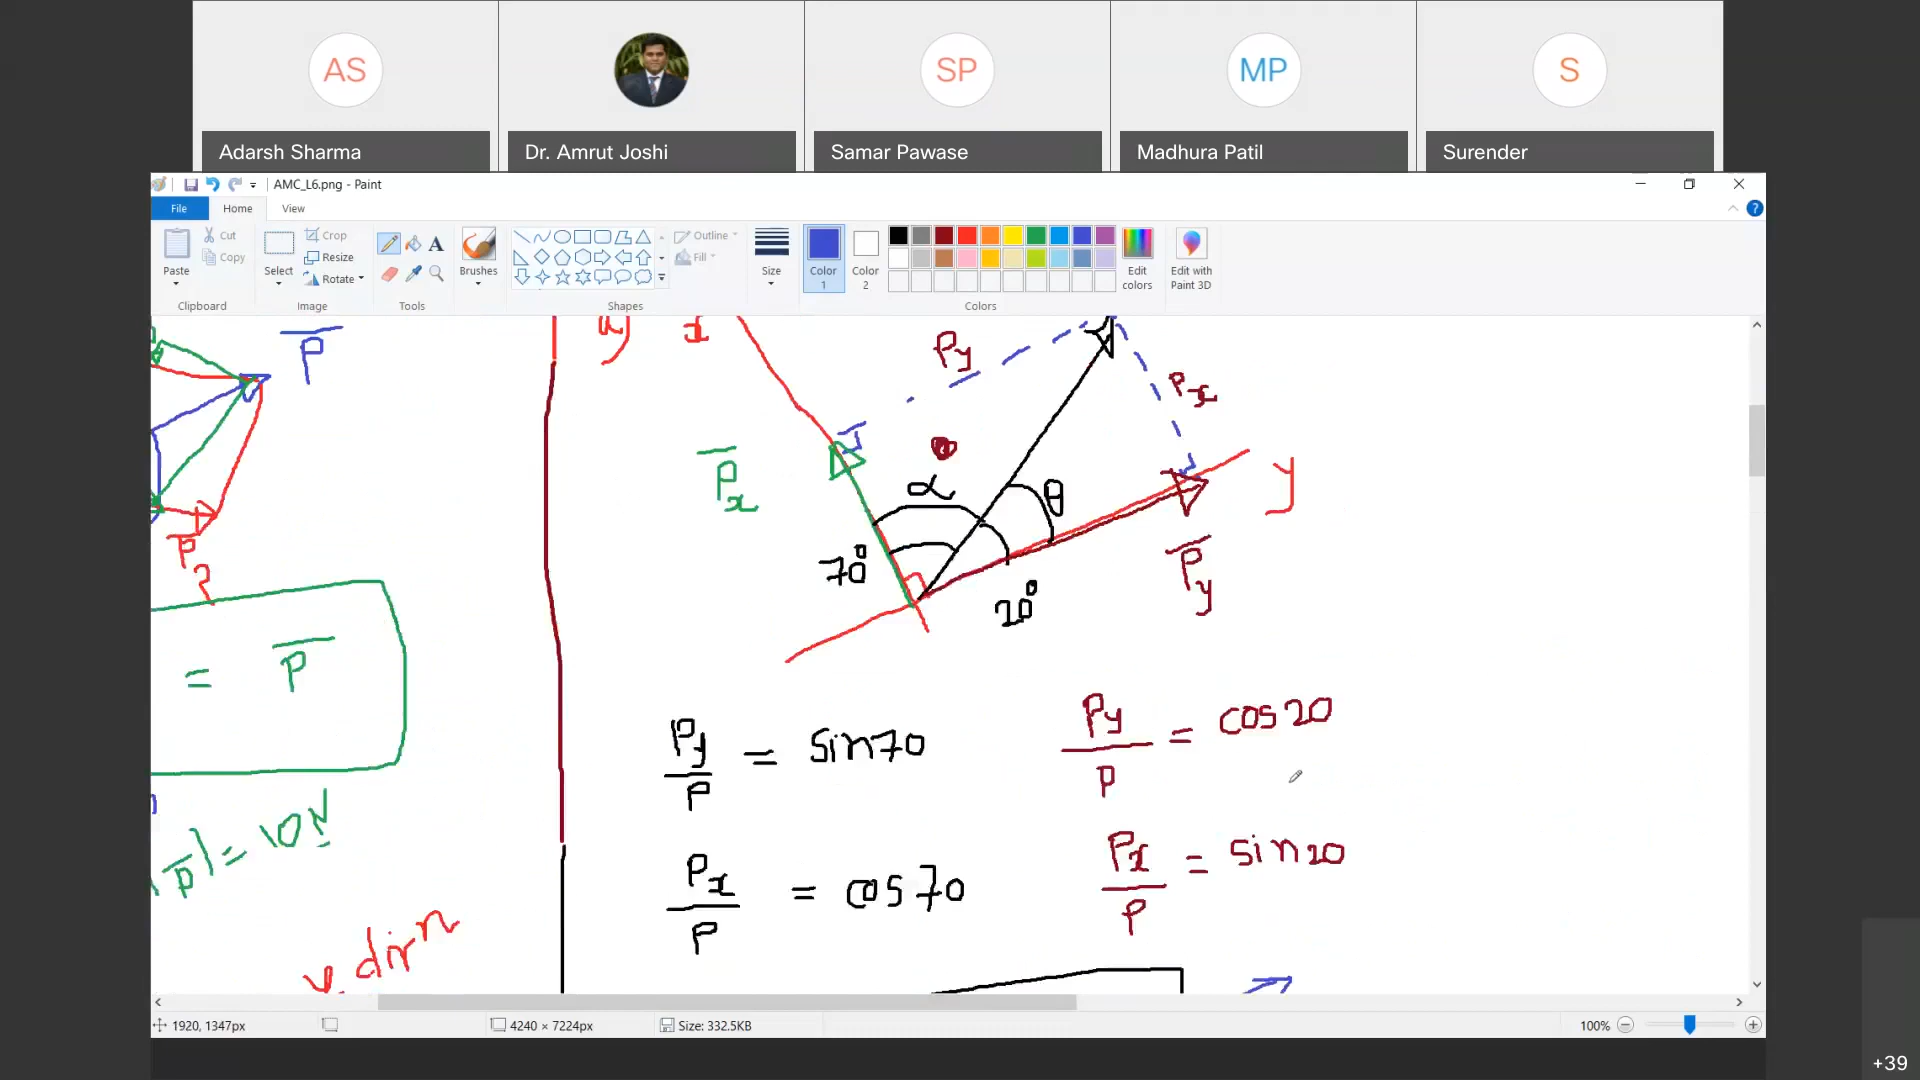 AS
SP
MP
S
Adarsh Sharma
Dr. Amrut Joshi
Samar Pawase
Madhura Patil
Surender
AMC_L6.png - Paint
File
Home
View
Paste
Cut
Copy
Clipboard
Select
Crop
Resize
Rotate
Image
A
Tools
Brushes
Outline
Fill
Shapes
Size
Color 1
Color 2
Edit colors
Colors
Edit with Paint 3D
?
P̅
P̅₂
= P̅
|P̅| = 10N
dirn
x
Py
Px
P̅x
α
θ
y
70°
20°
P̅y
Py/P = sin70
Py/P = cos20
Px/P = cos70
Px/P = sin20
1920, 1347px
4240 × 7224px
Size: 332.5KB
100%
+39